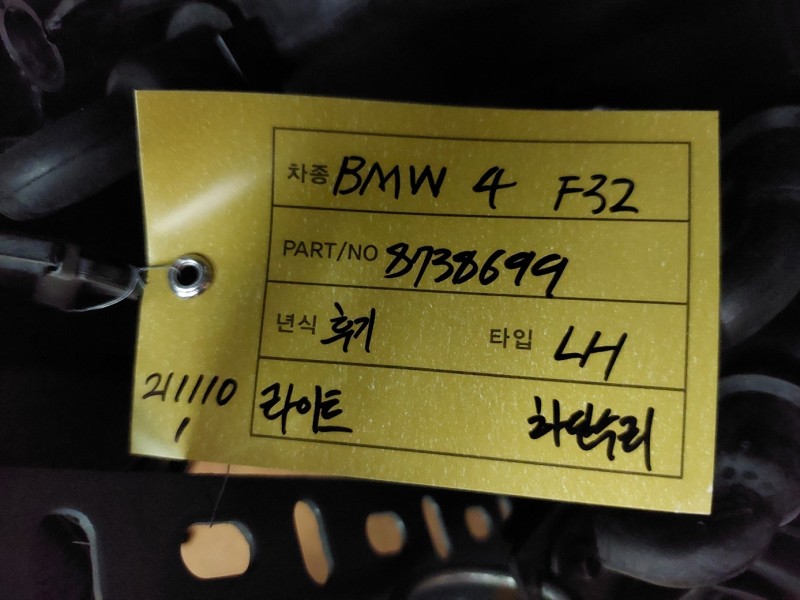 차종 BMW 4 F32
PART/NO 8738699
년식 후기 타입 LH
라이트 하단수리
211110
1